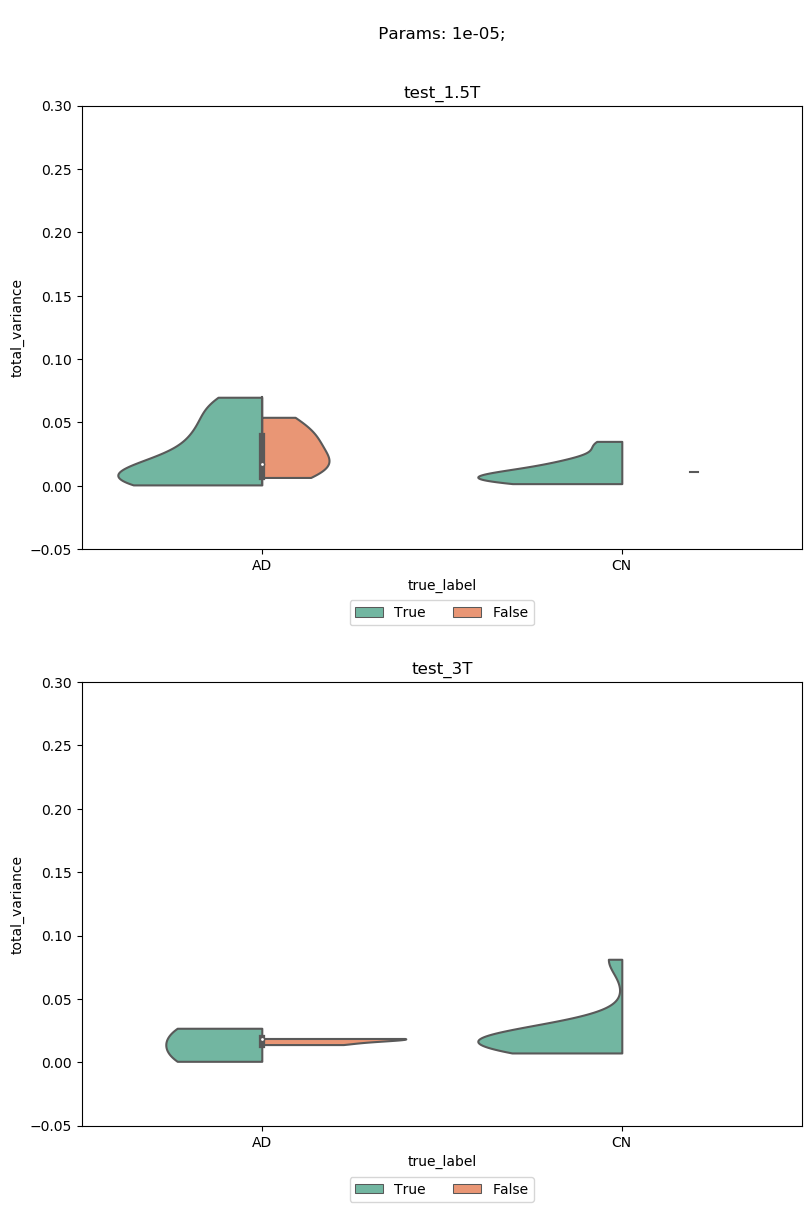 Params: 1e-05;
test_1.5T
0.30
0.25
0.20
0.15
0.10
0.05
0.00
−0.05
total_variance
AD CN
true_label
True False
test_3T
0.30
0.25
0.20
0.15
0.10
0.05
0.00
−0.05
total_variance
AD CN
true_label
True False